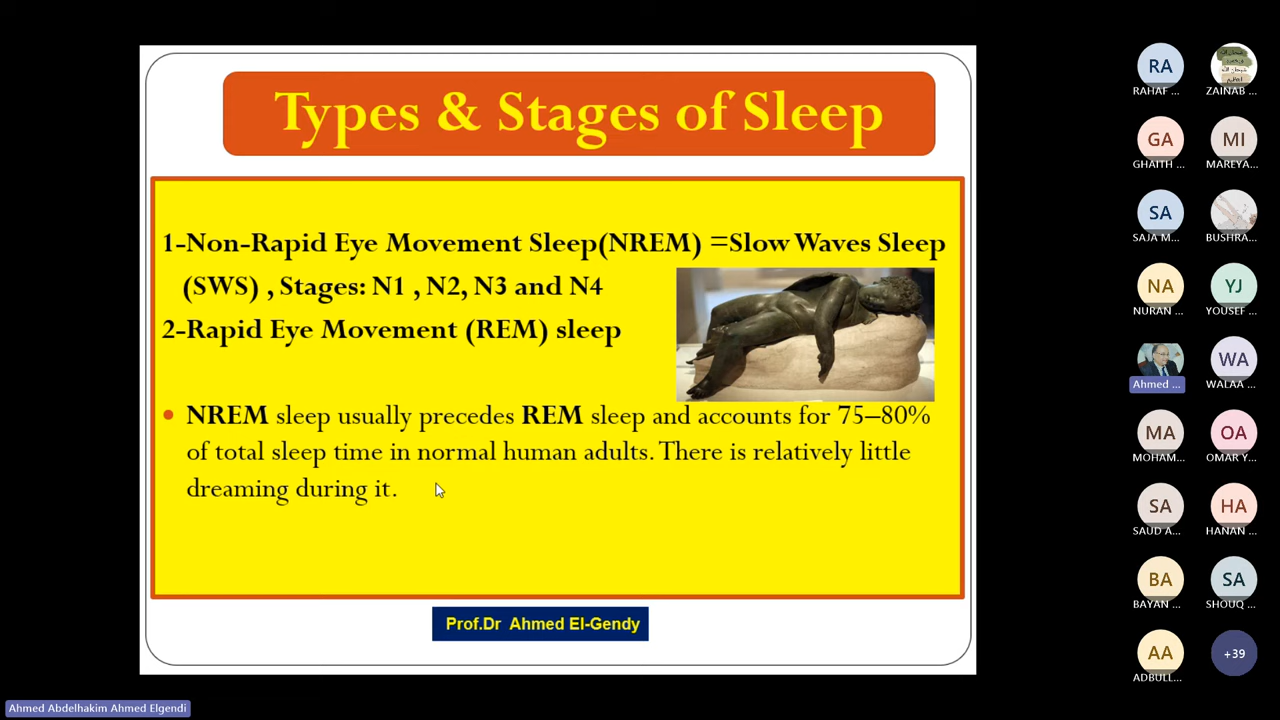 Types & Stages of Sleep
1-Non-Rapid Eye Movement Sleep(NREM) =Slow Waves Sleep
(SWS) , Stages: N1 , N2, N3 and N4
2-Rapid Eye Movement (REM) sleep
• NREM sleep usually precedes REM sleep and accounts for 75–80%
of total sleep time in normal human adults. There is relatively little
dreaming during it.
Prof.Dr Ahmed El-Gendy
Ahmed Abdelhakim Ahmed Elgendi
RA
RAHAF ...
ZAINAB ...
GA
GHAITH ...
MI
MAREYA...
SA
SAJA M...
BUSHRA...
NA
NURAN ...
YJ
YOUSEF ...
Ahmed ...
WA
WALAA ...
MA
MOHAM...
OA
OMAR Y...
SA
SAUD A...
HA
HANAN ...
BA
BAYAN ...
SA
SHOUQ ...
AA
ADBULL...
+39